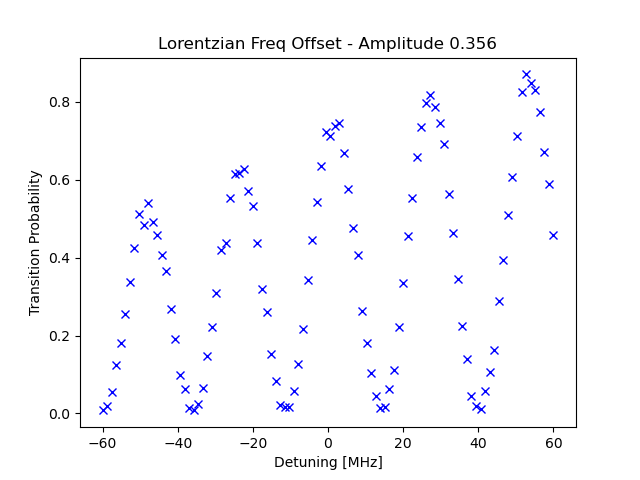 Lorentzian Freq Offset - Amplitude 0.356
Transition Probability
0.8
0.6
0.4
0.2
0.0
−60 −40 −20 0 20 40 60
Detuning [MHz]